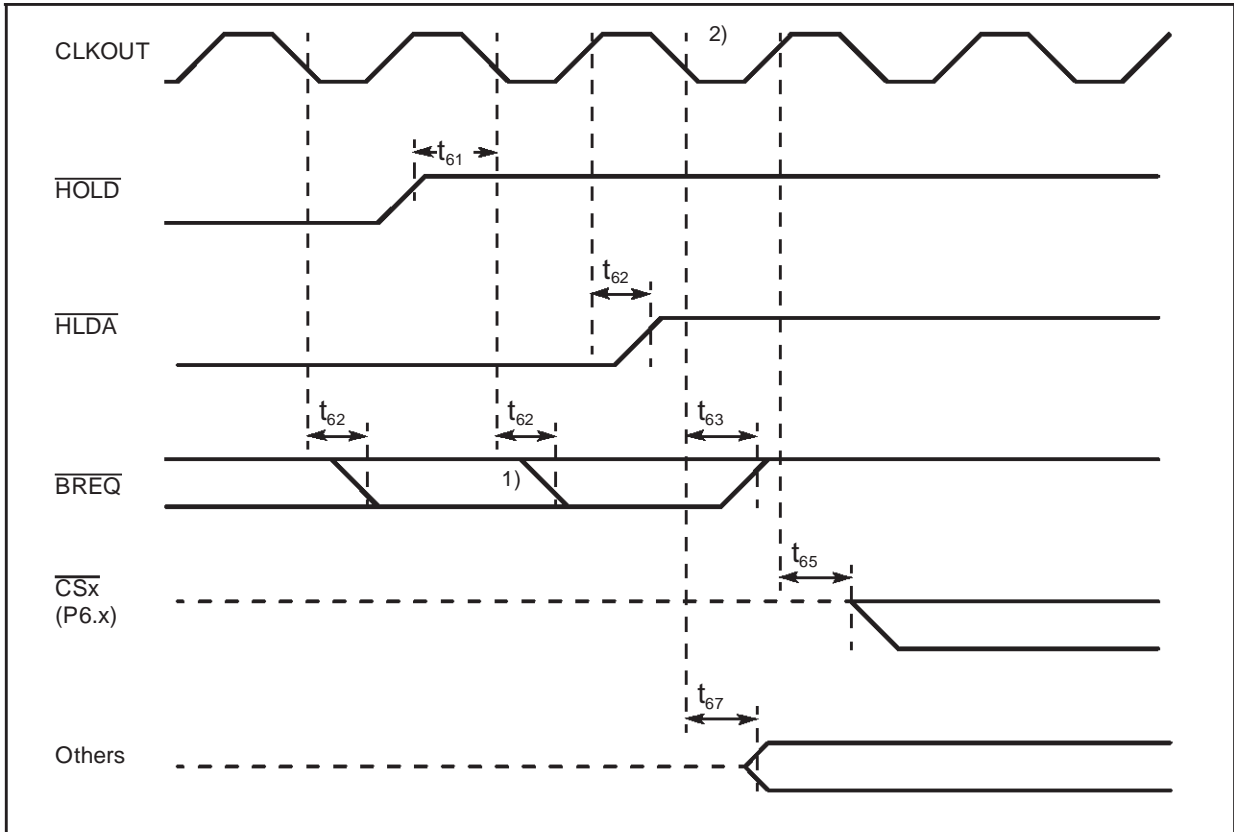 CLKOUT
2)
t61
HOLD
t62
HLDA
t62
t62
t63
BREQ
1)
t65
CSx
(P6.x)
t67
Others